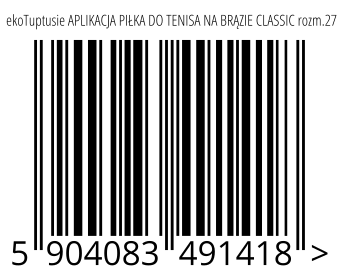 ekoTuptusie APLIKACJA PIŁKA DO TENISA NA BRĄZIE CLASSIC rozm.27
5 904083 491418 >